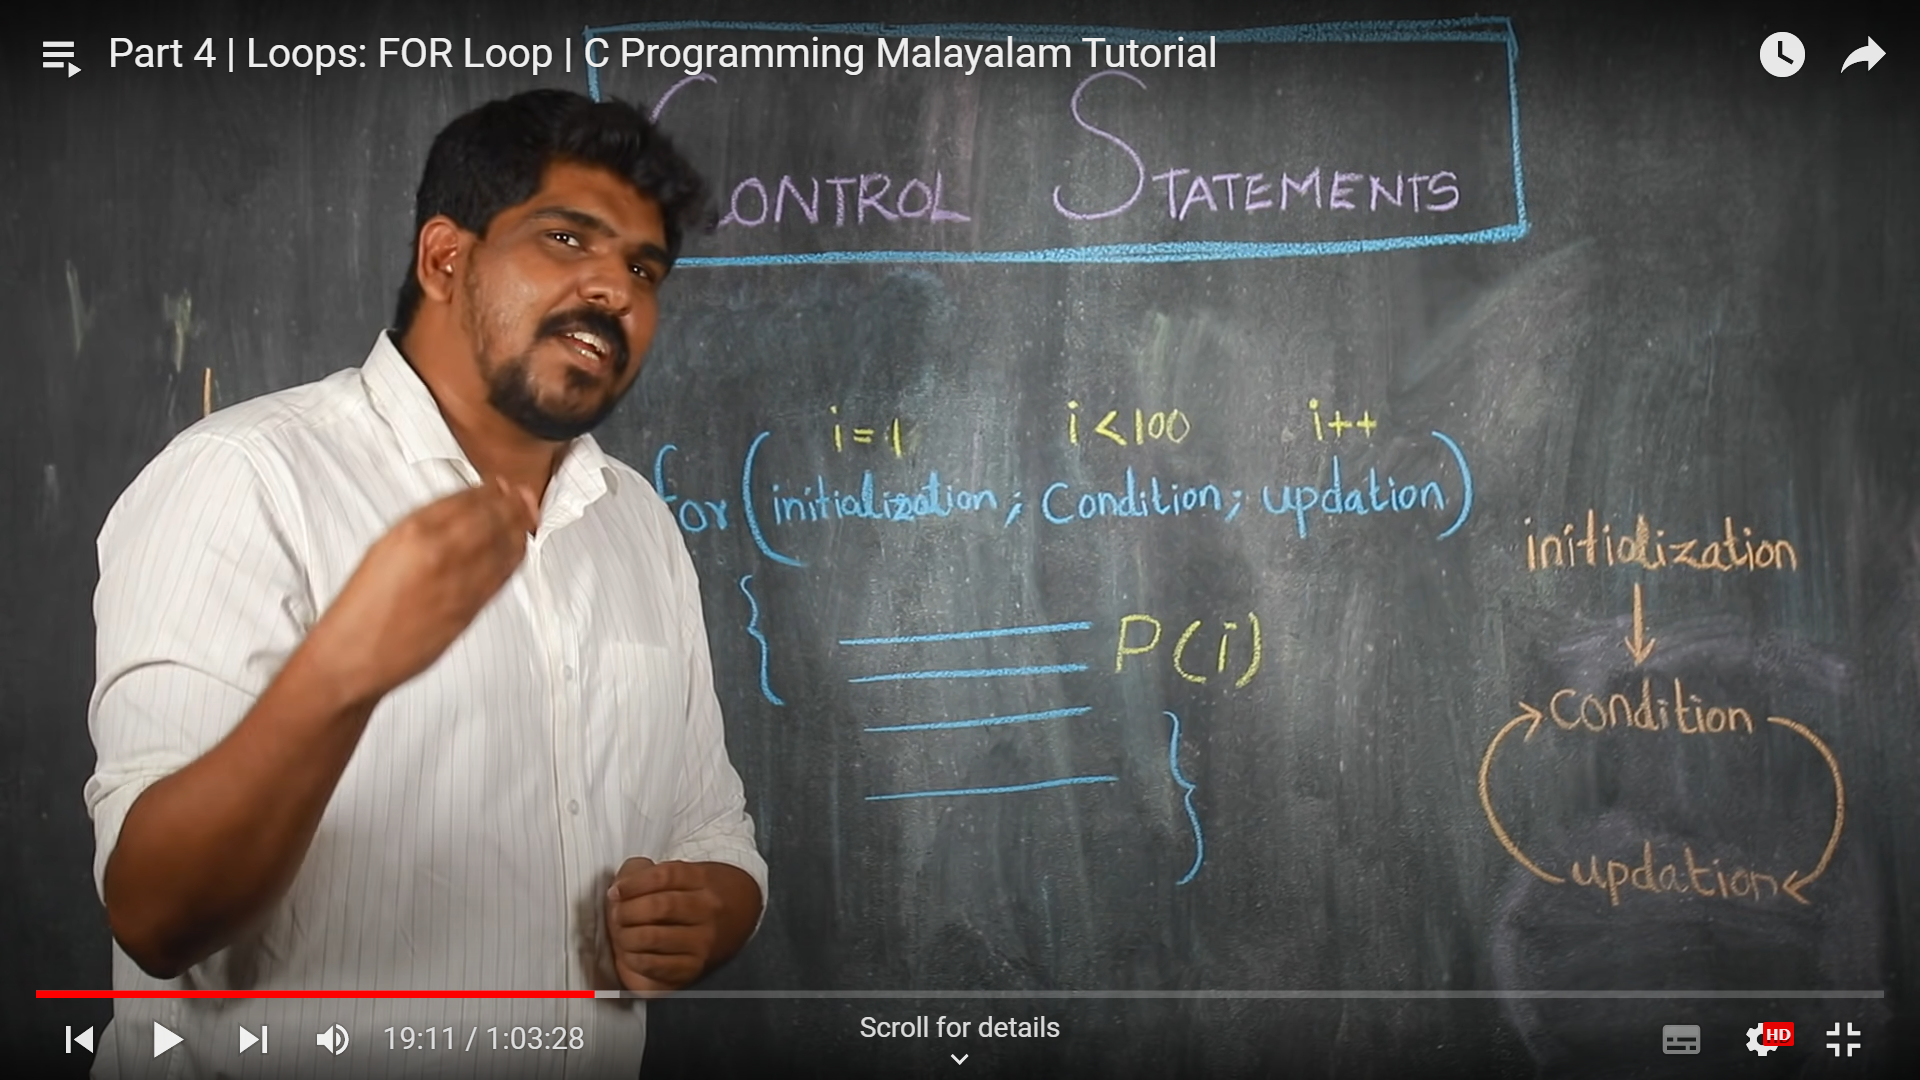 Part 4 | Loops: FOR Loop | C Programming Malayalam Tutorial
CONTROL STATEMENTS
i=1 i<100 i++
for (initialization; Condition; updation)
{
P(i)
}
initialization
condition
updation
19:11 / 1:03:28
Scroll for details
HD